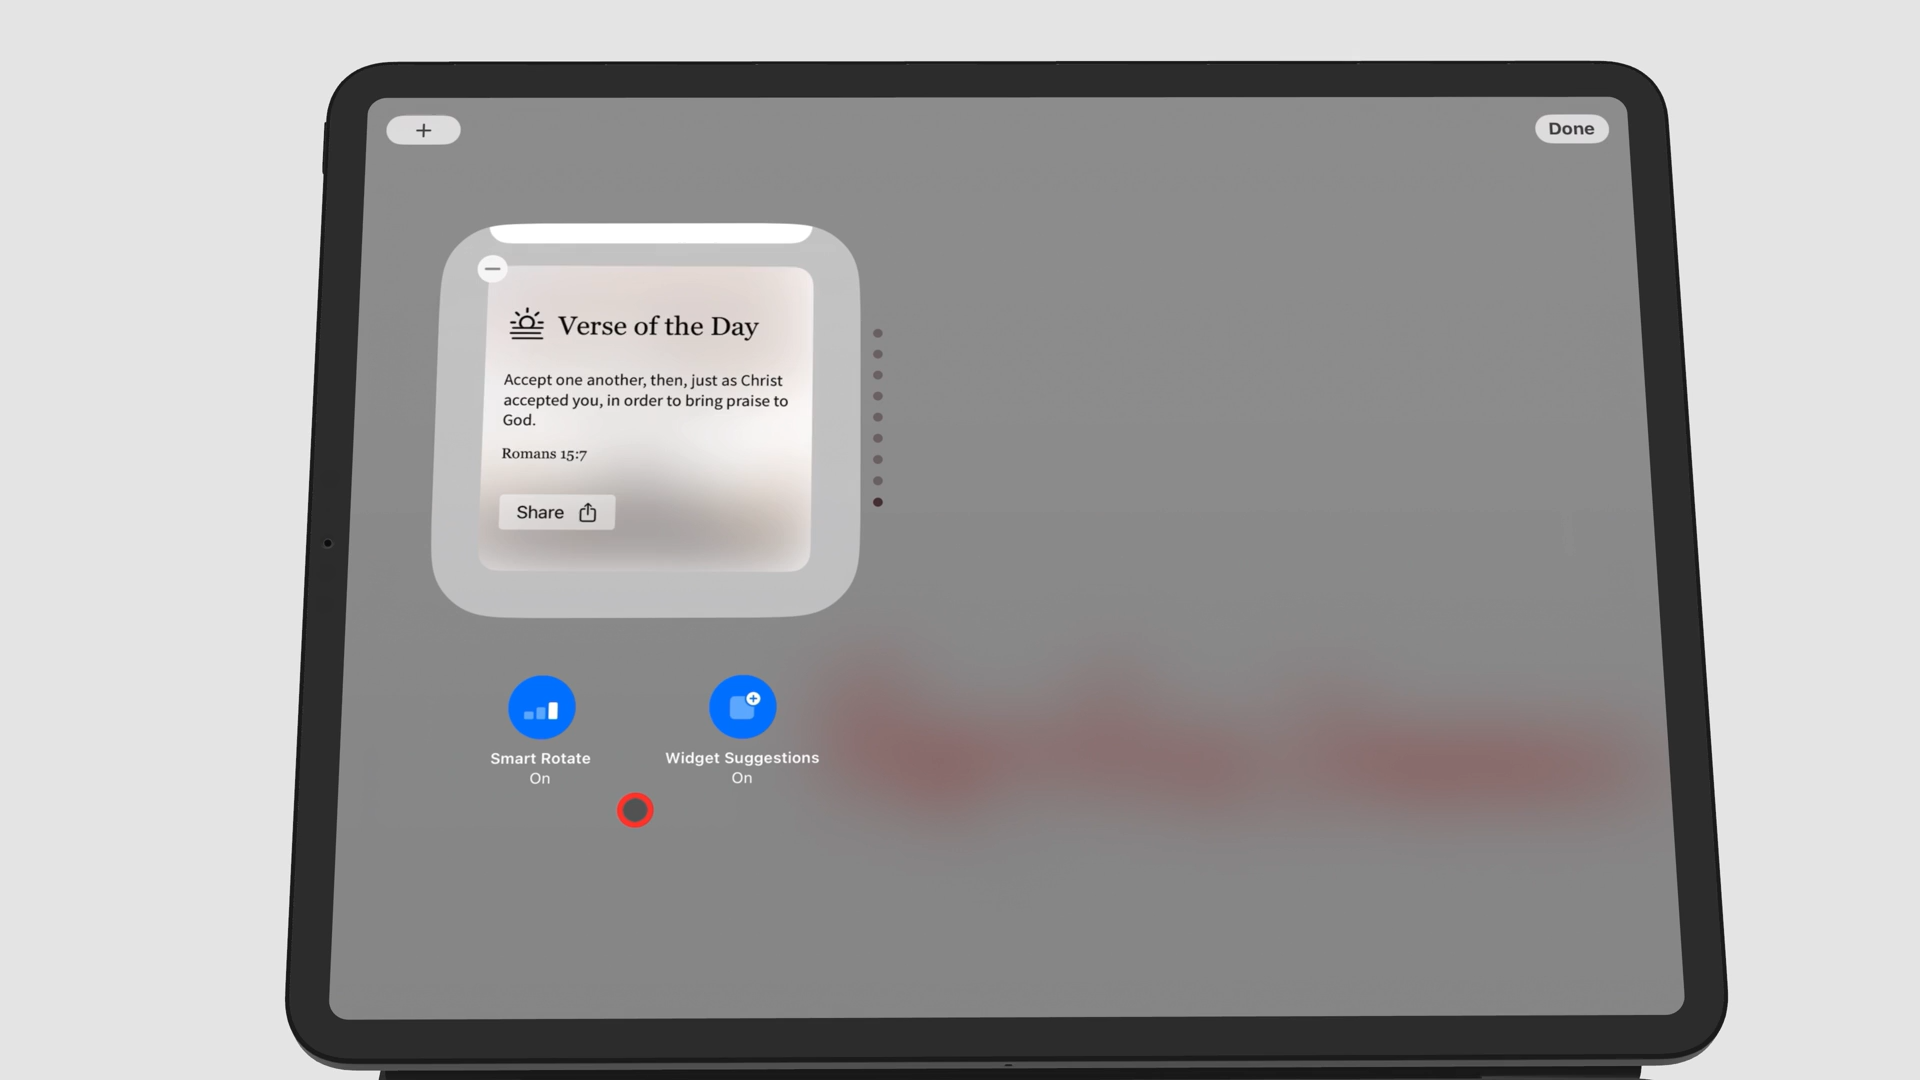 +
Done
Verse of the Day
Accept one another, then, just as Christ
accepted you, in order to bring praise to
God.
Romans 15:7
Share
Smart Rotate
On
Widget Suggestions
On